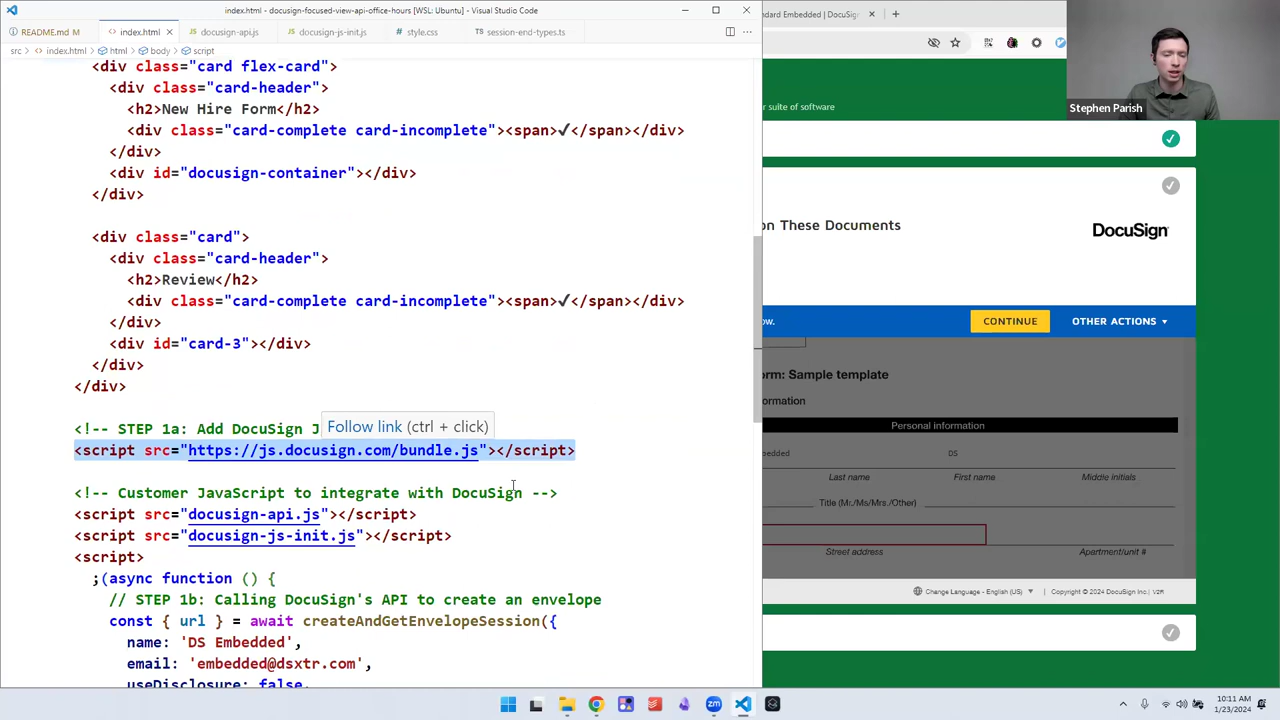 index.html - docusign-focused-view-api-office-hours [WSL: Ubuntu] - Visual Studio Code
README.md M
index.html
docusign-api.js
docusign-js-init.js
style.css
session-end-types.ts
src > index.html > html > body > script
<div class="card flex-card">
<div class="card-header">
<h2>New Hire Form</h2>
<div class="card-complete card-incomplete"><span>✓</span></div>
</div>
<div id="docusign-container"></div>
</div>
<div class="card">
<div class="card-header">
<h2>Review</h2>
<div class="card-complete card-incomplete"><span>✓</span></div>
</div>
<div id="card-3"></div>
</div>
</div>
<!-- STEP 1a: Add DocuSign J
Follow link (ctrl + click)
<script src="https://js.docusign.com/bundle.js"></script>
<!-- Customer JavaScript to integrate with DocuSign -->
<script src="docusign-api.js"></script>
<script src="docusign-js-init.js"></script>
<script>
;(async function () {
// STEP 1b: Calling DocuSign's API to create an envelope
const { url } = await createAndGetEnvelopeSession({
name: 'DS Embedded',
email: 'embedded@dsxtr.com',
useDisclosure: false,
ndard Embedded | DocuSign
r suite of software
Stephen Parish
on These Documents
DocuSign
ow.
CONTINUE
OTHER ACTIONS
orm: Sample template
ormation
Personal information
bedded
DS
Last name
First name
Middle initials
Title (Mr./Ms./Mrs./Other)
Street address
Apartment/unit #
Change Language - English (US)
Copyright © 2024 DocuSign Inc. | V2R
10:11 AM
1/23/2024